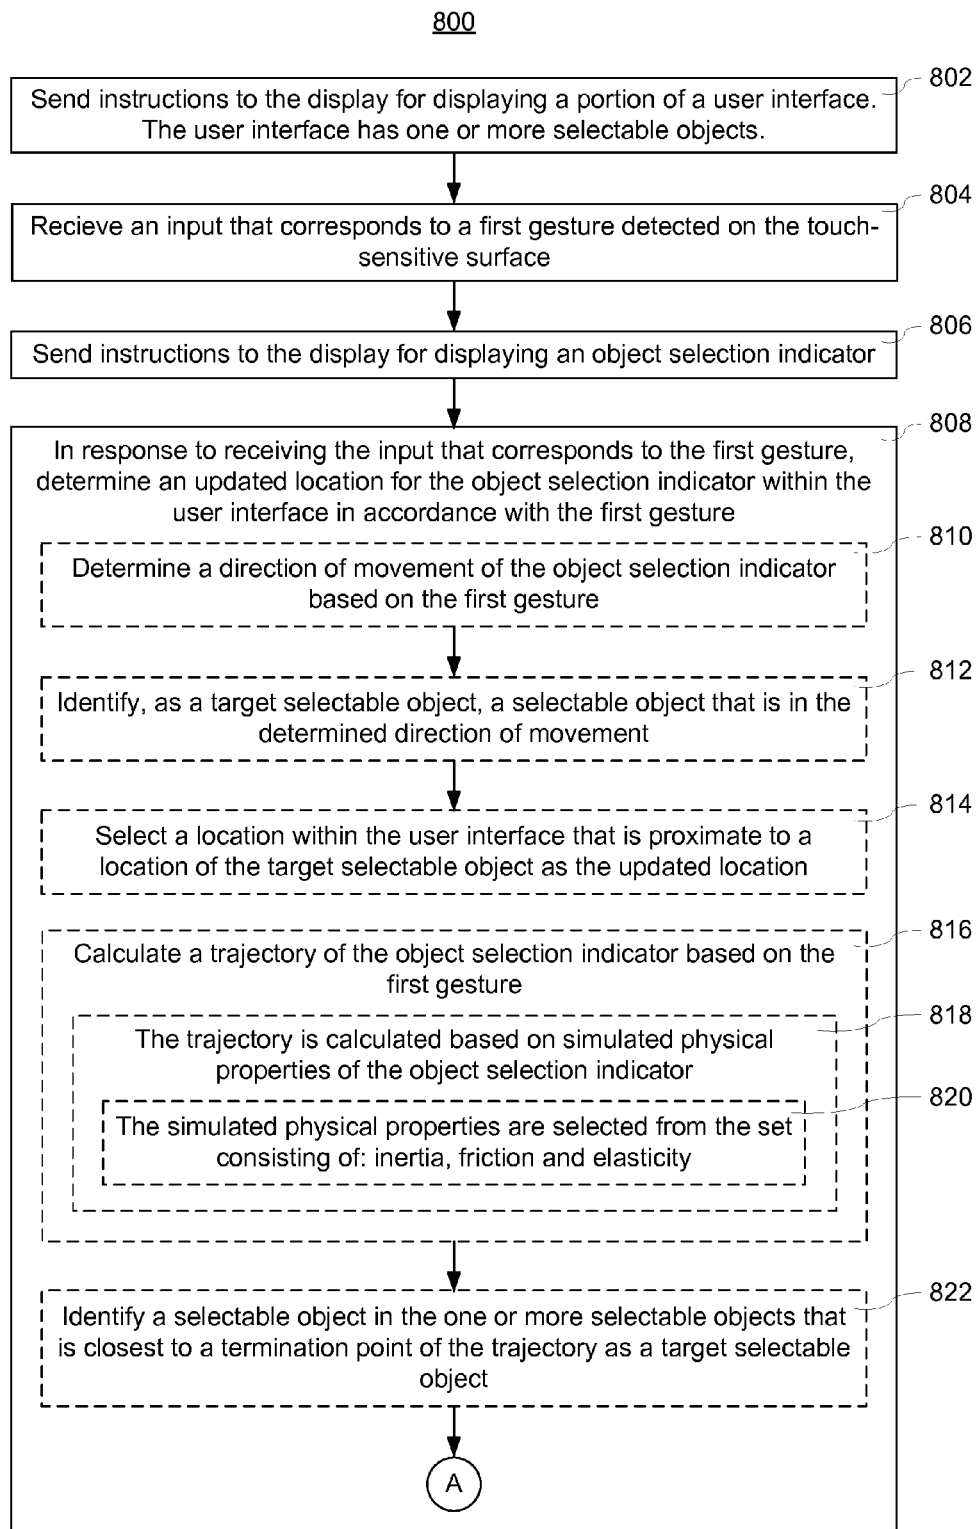 800
802
Send instructions to the display for displaying a portion of a user interface.
The user interface has one or more selectable objects.
804
Recieve an input that corresponds to a first gesture detected on the touch-
sensitive surface
806
Send instructions to the display for displaying an object selection indicator
808
In response to receiving the input that corresponds to the first gesture,
determine an updated location for the object selection indicator within the
user interface in accordance with the first gesture
810
Determine a direction of movement of the object selection indicator
based on the first gesture
812
Identify, as a target selectable object, a selectable object that is in the
determined direction of movement
814
Select a location within the user interface that is proximate to a
location of the target selectable object as the updated location
816
Calculate a trajectory of the object selection indicator based on the
first gesture
818
The trajectory is calculated based on simulated physical
properties of the object selection indicator
820
The simulated physical properties are selected from the set
consisting of: inertia, friction and elasticity
822
Identify a selectable object in the one or more selectable objects that
is closest to a termination point of the trajectory as a target selectable
object
A